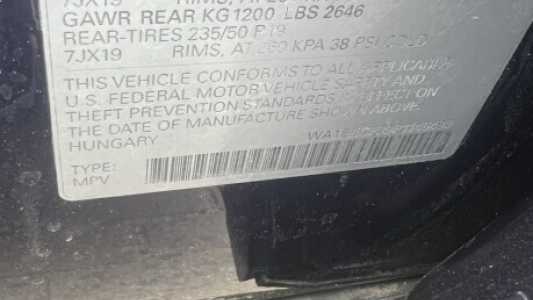 GAWR REAR KG1200 LBS 2646
REAR-TIRES 235/50 R19
7JX19 RIMS, AT 260 KPA 38 PSI COLD
THIS VEHICLE CONFORMS TO ALL APPLICABLE
U.S. FEDERAL MOTOR VEHICLE SAFETY AND
THEFT PREVENTION STANDARDS IN EFFECT ON
THE DATE OF MANUFACTURE SHOWN ABOVE
HUNGARY
TYPE:
MPV